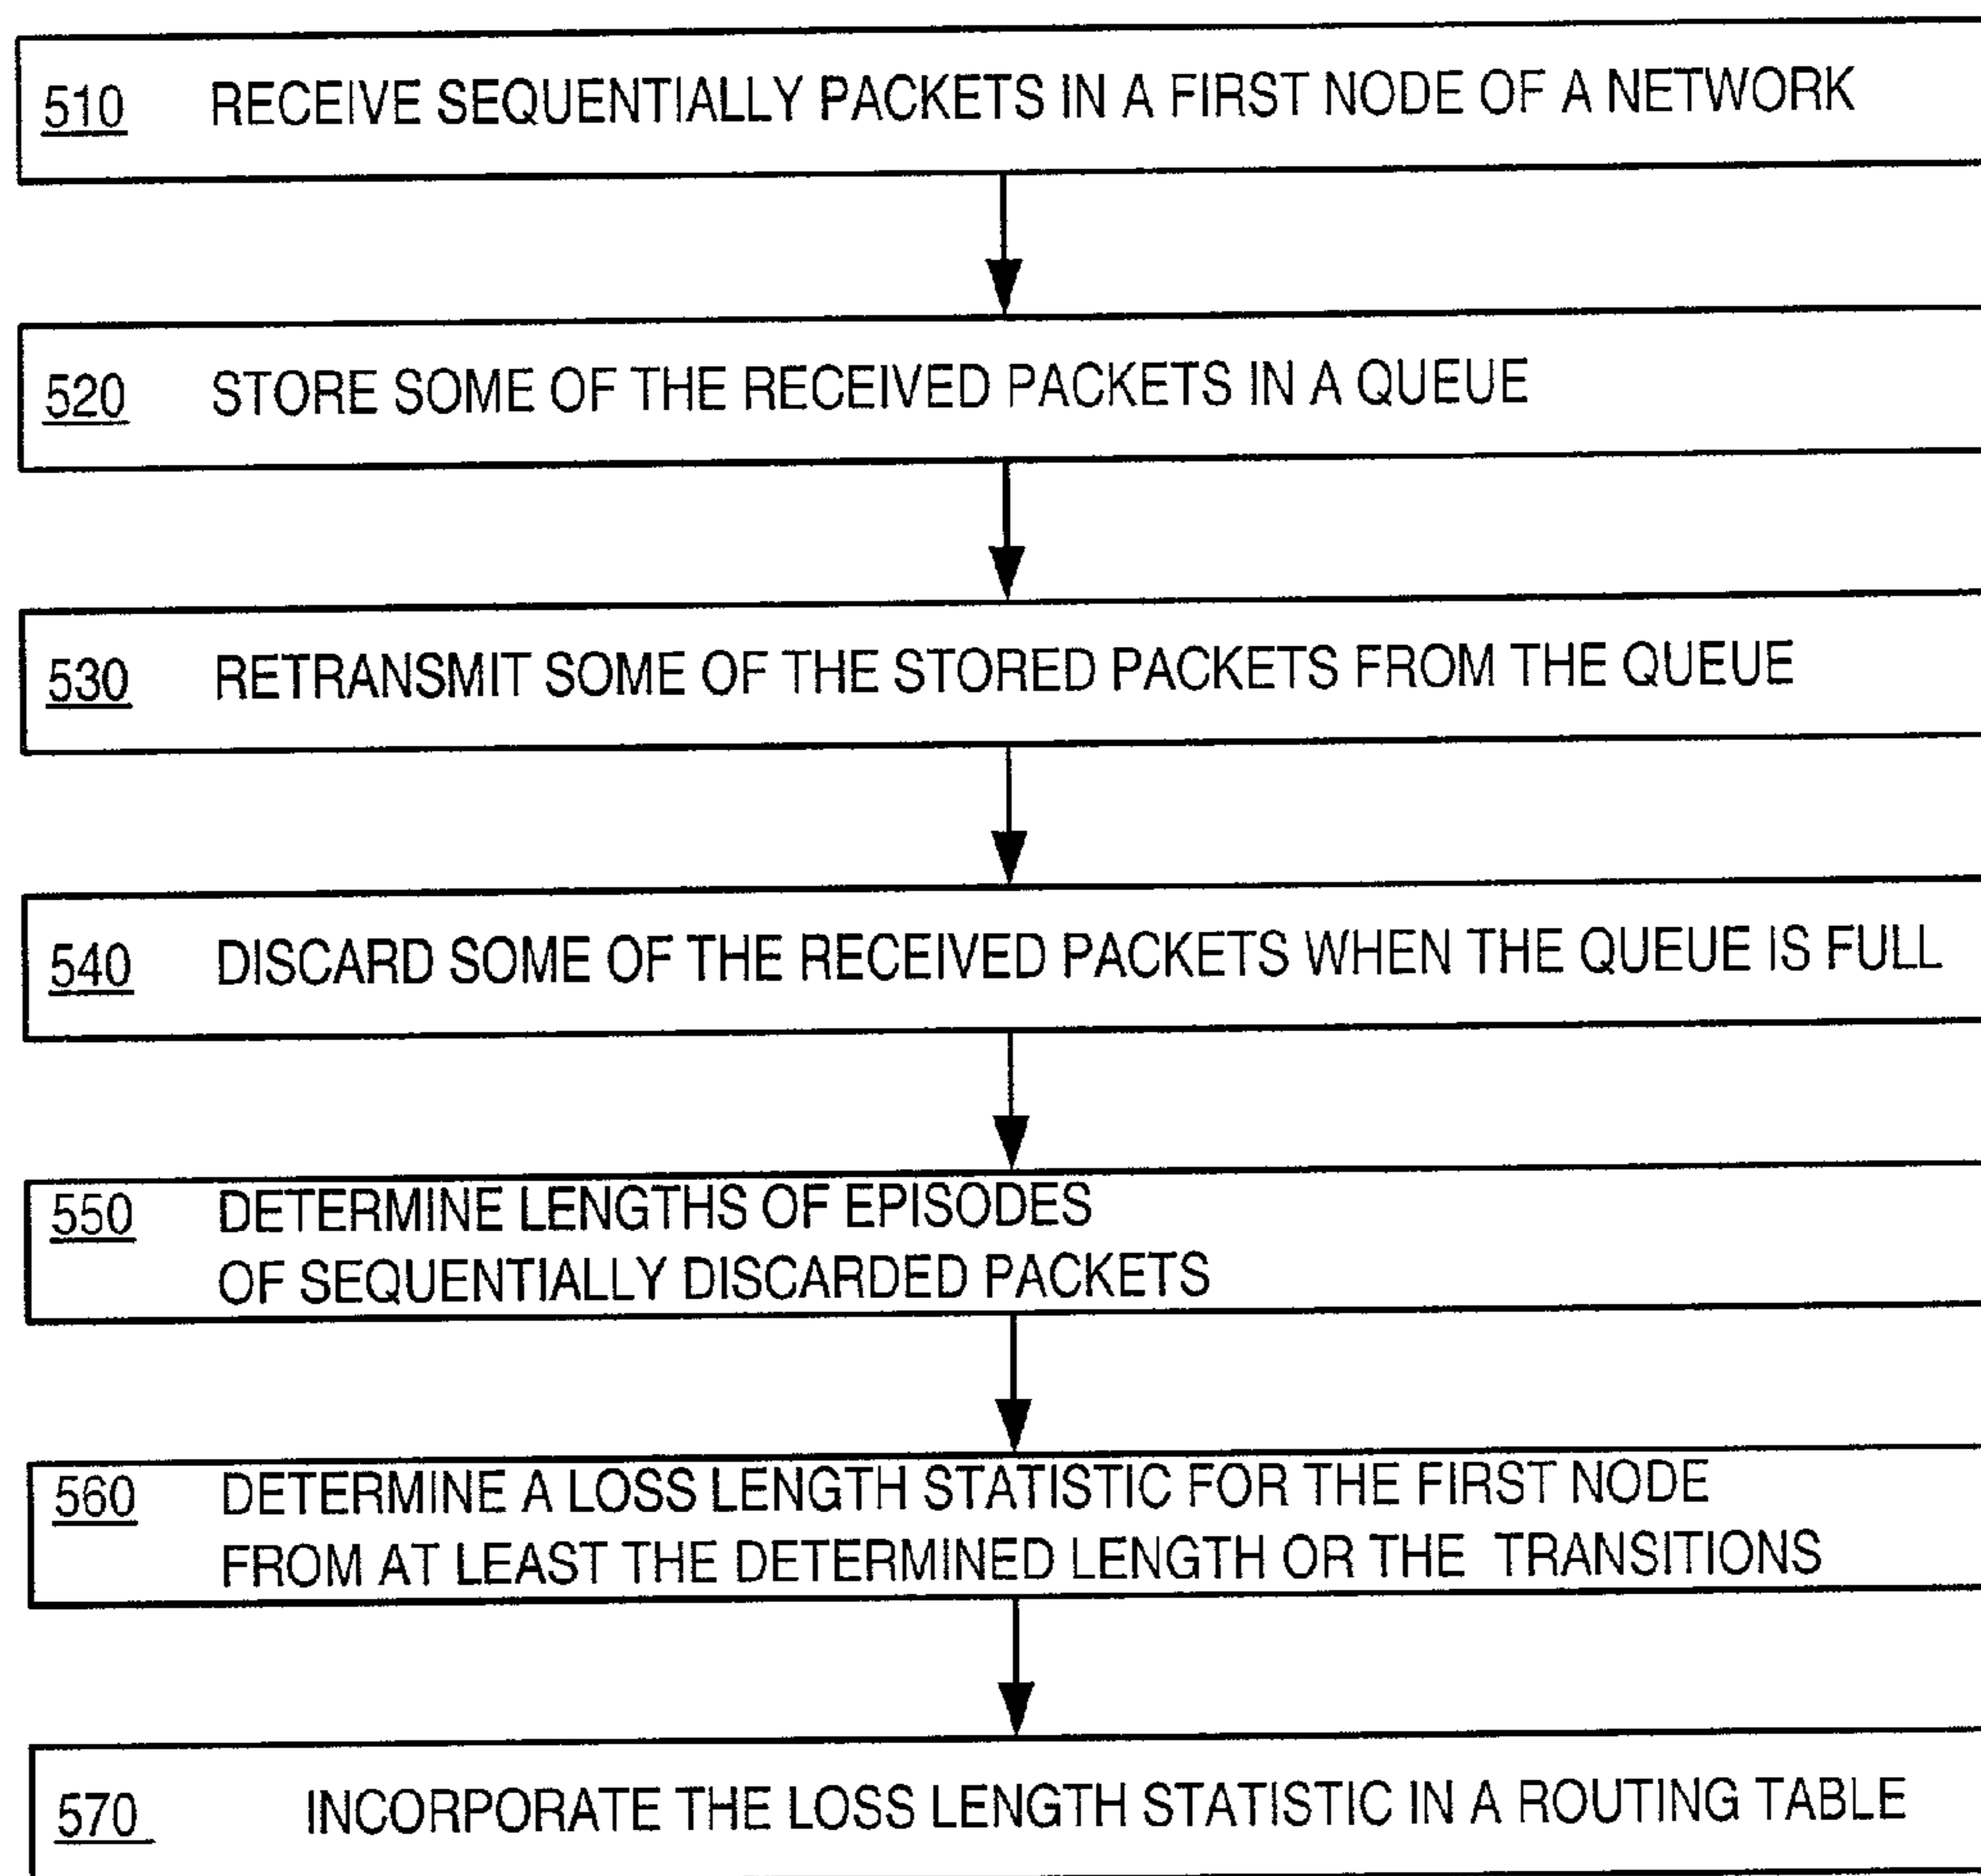 510 RECEIVE SEQUENTIALLY PACKETS IN A FIRST NODE OF A NETWORK
520 STORE SOME OF THE RECEIVED PACKETS IN A QUEUE
530 RETRANSMIT SOME OF THE STORED PACKETS FROM THE QUEUE
540 DISCARD SOME OF THE RECEIVED PACKETS WHEN THE QUEUE IS FULL
550 DETERMINE LENGTHS OF EPISODES
OF SEQUENTIALLY DISCARDED PACKETS
560 DETERMINE A LOSS LENGTH STATISTIC FOR THE FIRST NODE
FROM AT LEAST THE DETERMINED LENGTH OR THE TRANSITIONS
570 INCORPORATE THE LOSS LENGTH STATISTIC IN A ROUTING TABLE